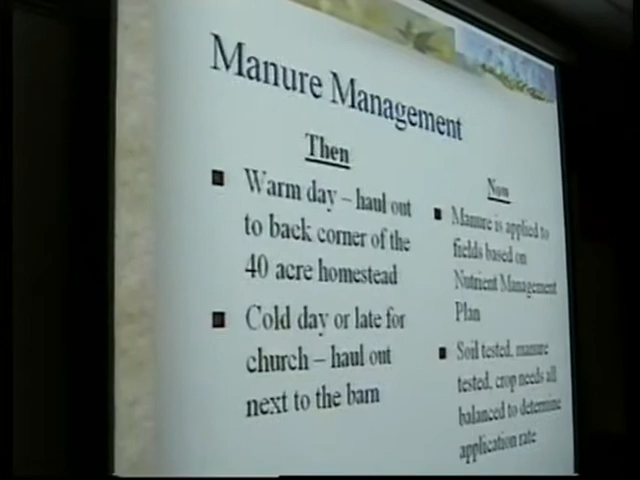 Manure Management
Then
Warm day – haul out
to back corner of the
40 acre homestead
Cold day or late for
church – haul out
next to the barn
Now
Manure is applied to
fields based on
Nutrient Management
Plan
Soil tested, manure
tested, crop needs all
balanced to determine
application rate